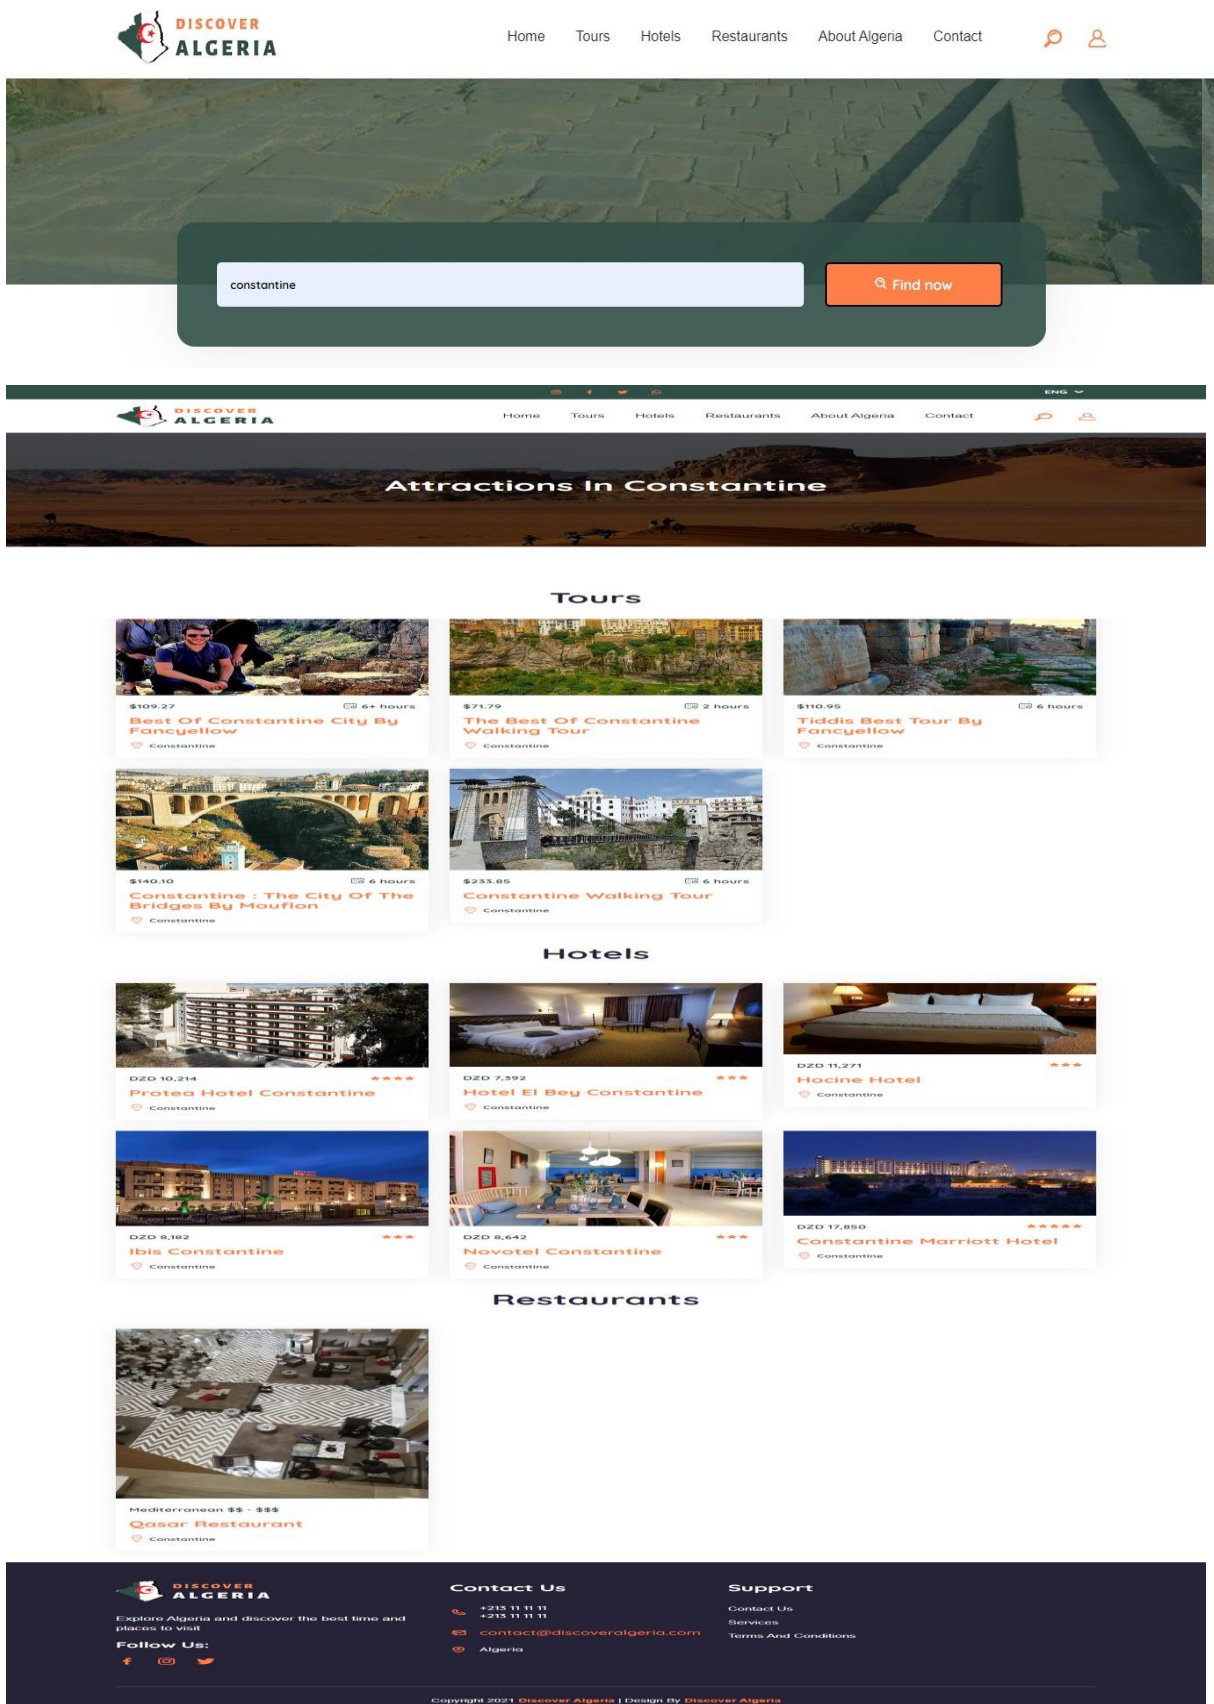 DISCOVER
ALGERIA
Home Tours Hotels Restaurants About Algeria Contact
constantine
Find now
ENG
DISCOVER
ALGERIA
Home Tours Hotels Restaurants About Algeria Contact
Attractions In Constantine
Tours
$109.27 6+ hours
Best Of Constantine City By
Fancyellow
Constantine
$71.79 2 hours
The Best Of Constantine
Walking Tour
Constantine
$110.95 6 hours
Tiddis Best Tour By
Fancyellow
Constantine
$140.10 6 hours
Constantine : The City Of The
Bridges By Mouflon
Constantine
$233.85 6 hours
Constantine Walking Tour
Constantine
Hotels
DZD 10,214
Protea Hotel Constantine
Constantine
DZD 7,392
Hotel El Bey Constantine
Constantine
DZD 11,271
Hocine Hotel
Constantine
DZD 8,182
Ibis Constantine
Constantine
DZD 8,642
Novotel Constantine
Constantine
DZD 17,850
Constantine Marriott Hotel
Constantine
Restaurants
Mediterranean $$ - $$$
Qasar Restaurant
Constantine
DISCOVER
ALGERIA
Explore Algeria and discover the best time and
places to visit
Follow Us:
Contact Us
+213 11 11 11
+213 11 11 11
contact@discoveralgeria.com
Algeria
Support
Contact Us
Services
Terms And Conditions
Copyright 2021 Discover Algeria | Design By Discover Algeria